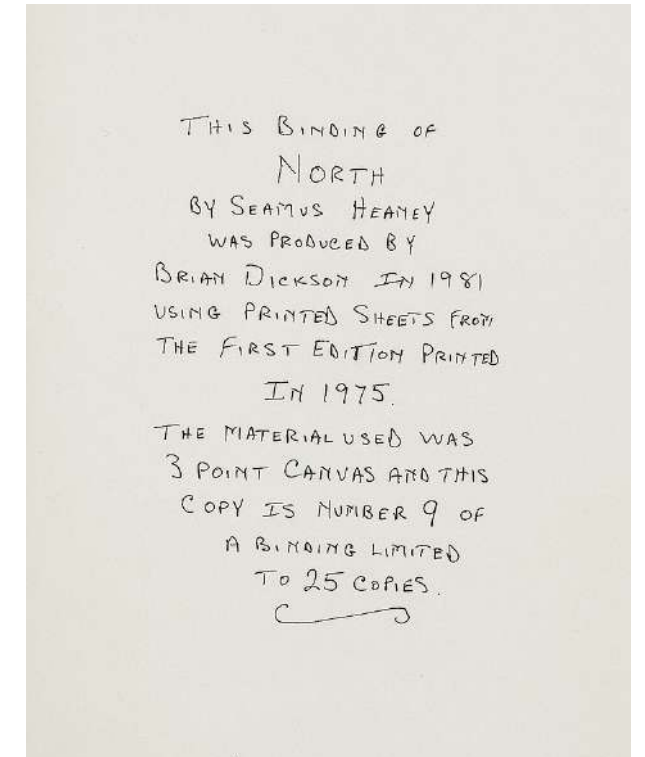 THIS BINDING OF
NORTH
BY SEAMUS HEANEY
WAS PRODUCED BY
BRIAN DICKSON IN 1981
USING PRINTED SHEETS FROM
THE FIRST EDITION PRINTED
IN 1975.
THE MATERIAL USED WAS
3 POINT CANVAS AND THIS
COPY IS NUMBER 9 OF
A BINDING LIMITED
TO 25 COPIES.